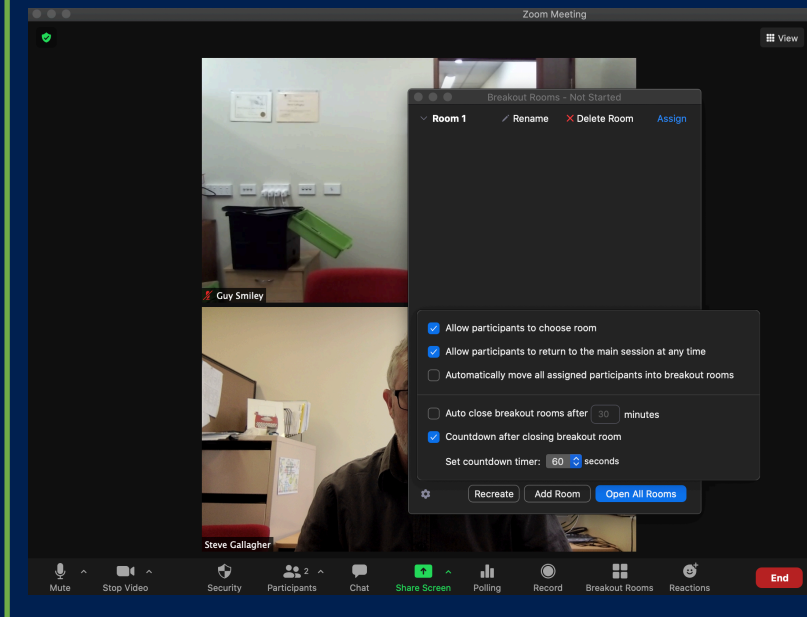 Zoom Meeting
View
Breakout Rooms - Not Started
Room 1 Rename Delete Room Assign
Guy Smiley
Allow participants to choose room
Allow participants to return to the main session at any time
Automatically move all assigned participants into breakout rooms
Auto close breakout rooms after 30 minutes
Countdown after closing breakout room
Set countdown timer: 60 seconds
Recreate Add Room Open All Rooms
Steve Gallagher
2
Mute Stop Video Security Participants Chat Share Screen Polling Record Breakout Rooms Reactions End